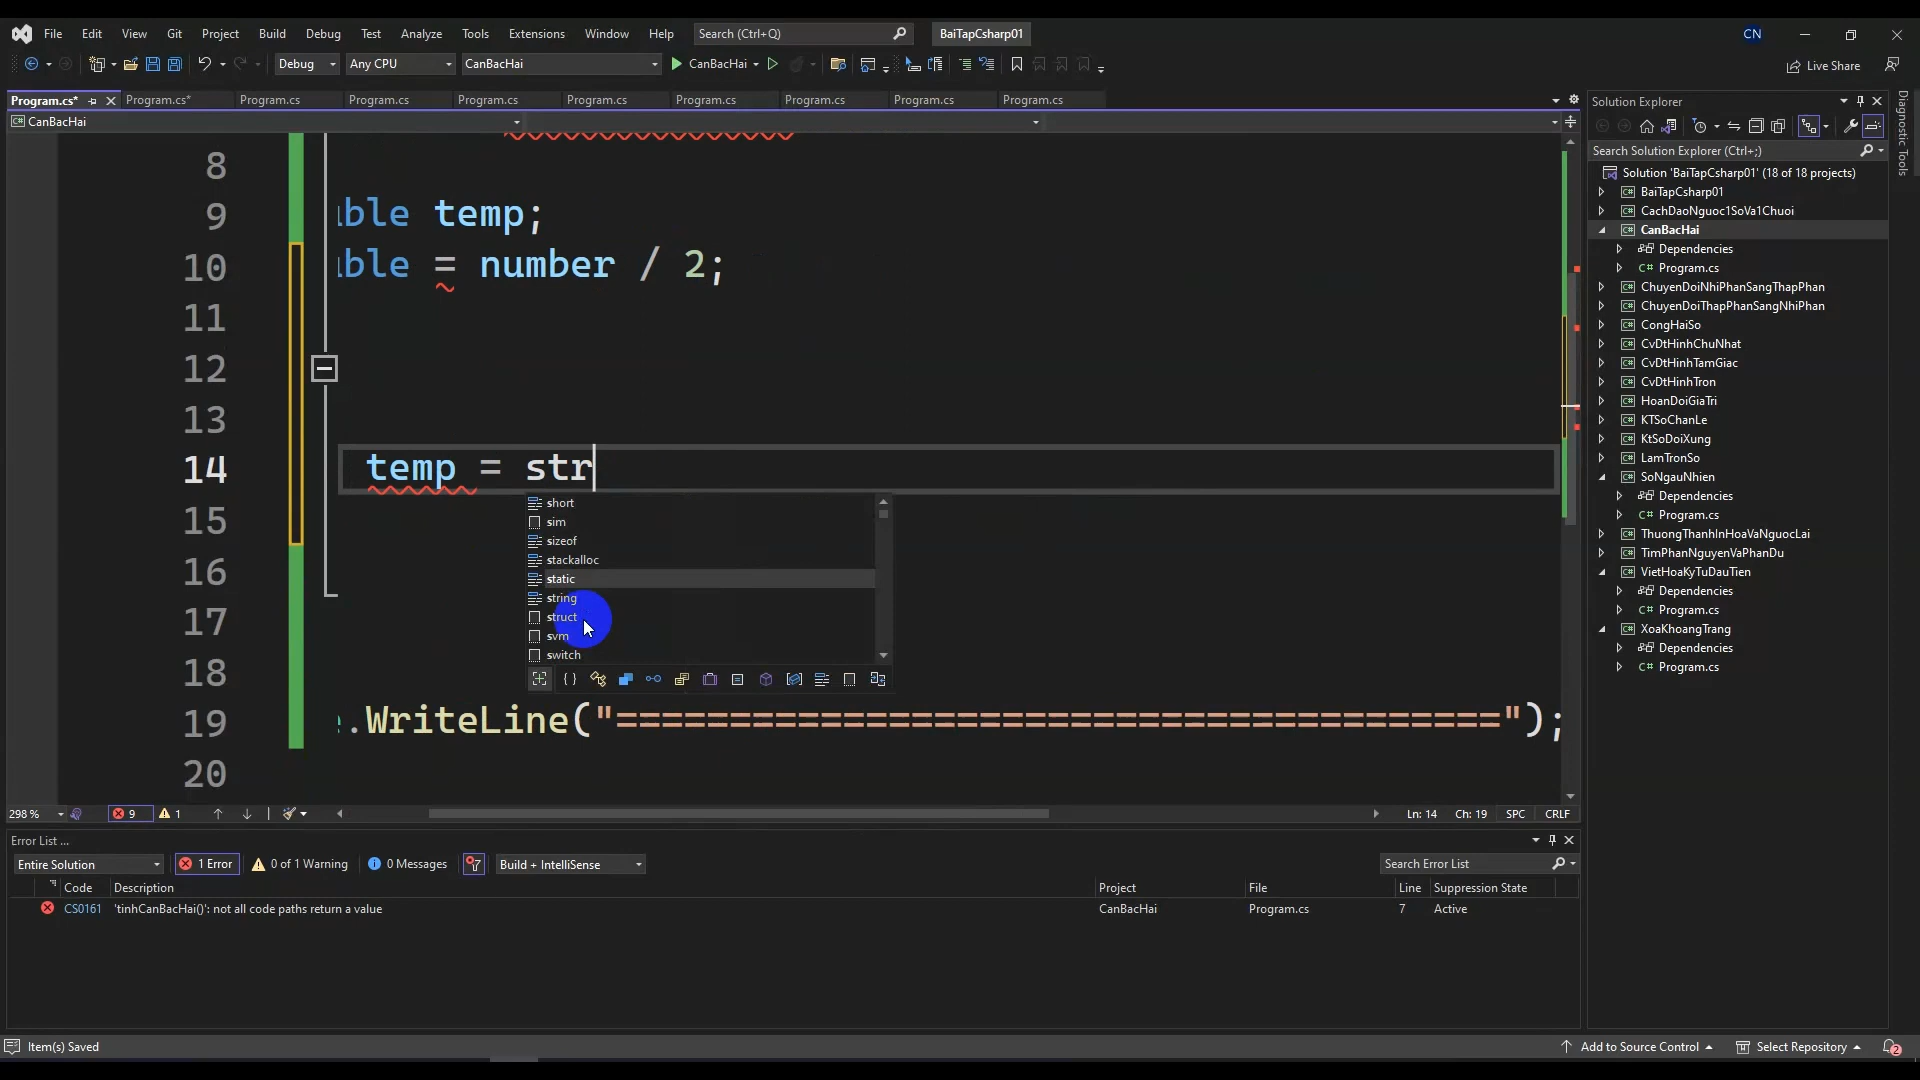 File Edit View Git Project Build Debug Test Analyze Tools Extensions Window Help Search (Ctrl+Q) BaiTapCsharp01 CN
Debug Any CPU CanBacHai CanBacHai Live Share
Program.cs* Program.cs* Program.cs Program.cs Program.cs Program.cs Program.cs Program.cs Program.cs Program.cs
CanBacHai
8
9 ble temp;
10 ble = number / 2;
11
12
13
14 temp = str
15
16
17
18
19 .WriteLine("=======================================");
20
short
sim
sizeof
stackalloc
static
string
struct
svm
switch
298 % 9 1 Ln: 14 Ch: 19 SPC CRLF
Error List ...
Entire Solution 1 Error 0 of 1 Warning 0 Messages Build + IntelliSense Search Error List
Code Description Project File Line Suppression State
CS0161 'tinhCanBacHai()': not all code paths return a value CanBacHai Program.cs 7 Active
Item(s) Saved Add to Source Control Select Repository 2
Solution Explorer
Search Solution Explorer (Ctrl+;)
Solution 'BaiTapCsharp01' (18 of 18 projects)
C# BaiTapCsharp01
C# CachDaoNguoc1SoVa1Chuoi
C# CanBacHai
Dependencies
C# Program.cs
C# ChuyenDoiNhiPhanSangThapPhan
C# ChuyenDoiThapPhanSangNhiPhan
C# CongHaiSo
C# CvDtHinhChuNhat
C# CvDtHinhTamGiac
C# CvDtHinhTron
C# HoanDoiGiaTri
C# KTSoChanLe
C# KtSoDoiXung
C# LamTronSo
C# SoNgauNhien
Dependencies
C# Program.cs
C# ThuongThanhInHoaVaNguocLai
C# TimPhanNguyenVaPhanDu
C# VietHoaKyTuDauTien
Dependencies
C# Program.cs
C# XoaKhoangTrang
Dependencies
C# Program.cs
Diagnostic Tools